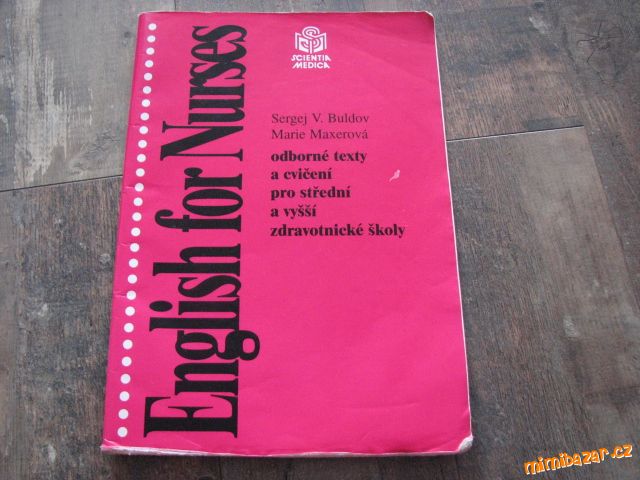 English for Nurses
SCIENTIA
MEDICA
Sergej V. Buldov
Marie Maxerová
odborné texty
a cvičení
pro střední
a vyšší
zdravotnické školy
mimibazar.cz